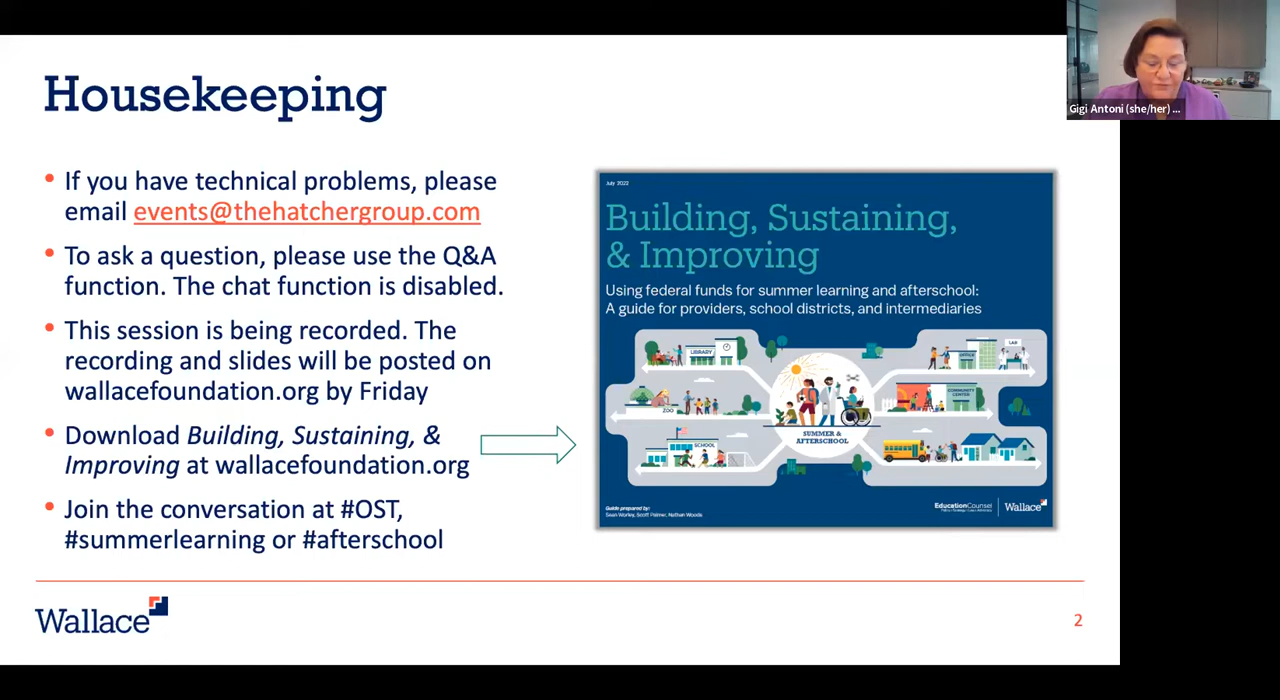 Housekeeping
• If you have technical problems, please
email events@thehatchergroup.com
• To ask a question, please use the Q&A
function. The chat function is disabled.
• This session is being recorded. The
recording and slides will be posted on
wallacefoundation.org by Friday
• Download Building, Sustaining, &
Improving at wallacefoundation.org
• Join the conversation at #OST,
#summerlearning or #afterschool
July 2022
Building, Sustaining,
& Improving
Using federal funds for summer learning and afterschool:
A guide for providers, school districts, and intermediaries
LIBRARY
OFFICE
LAB
ZOO
COMMUNITY
CENTER
SCHOOL
SUMMER &
AFTERSCHOOL
Guide prepared by:
Sean Worley, Scott Palmer, Nathan Woods
EducationCounsel
Wallace
Wallace
2
Gigi Antoni (she/her) ...